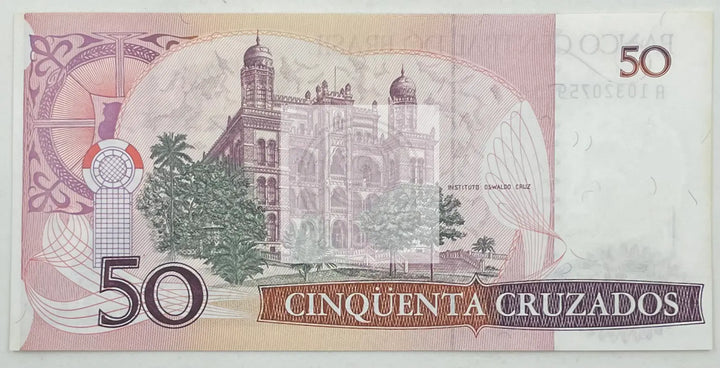 50
INSTITUTO OSWALDO CRUZ
50
CINQÜENTA CRUZADOS